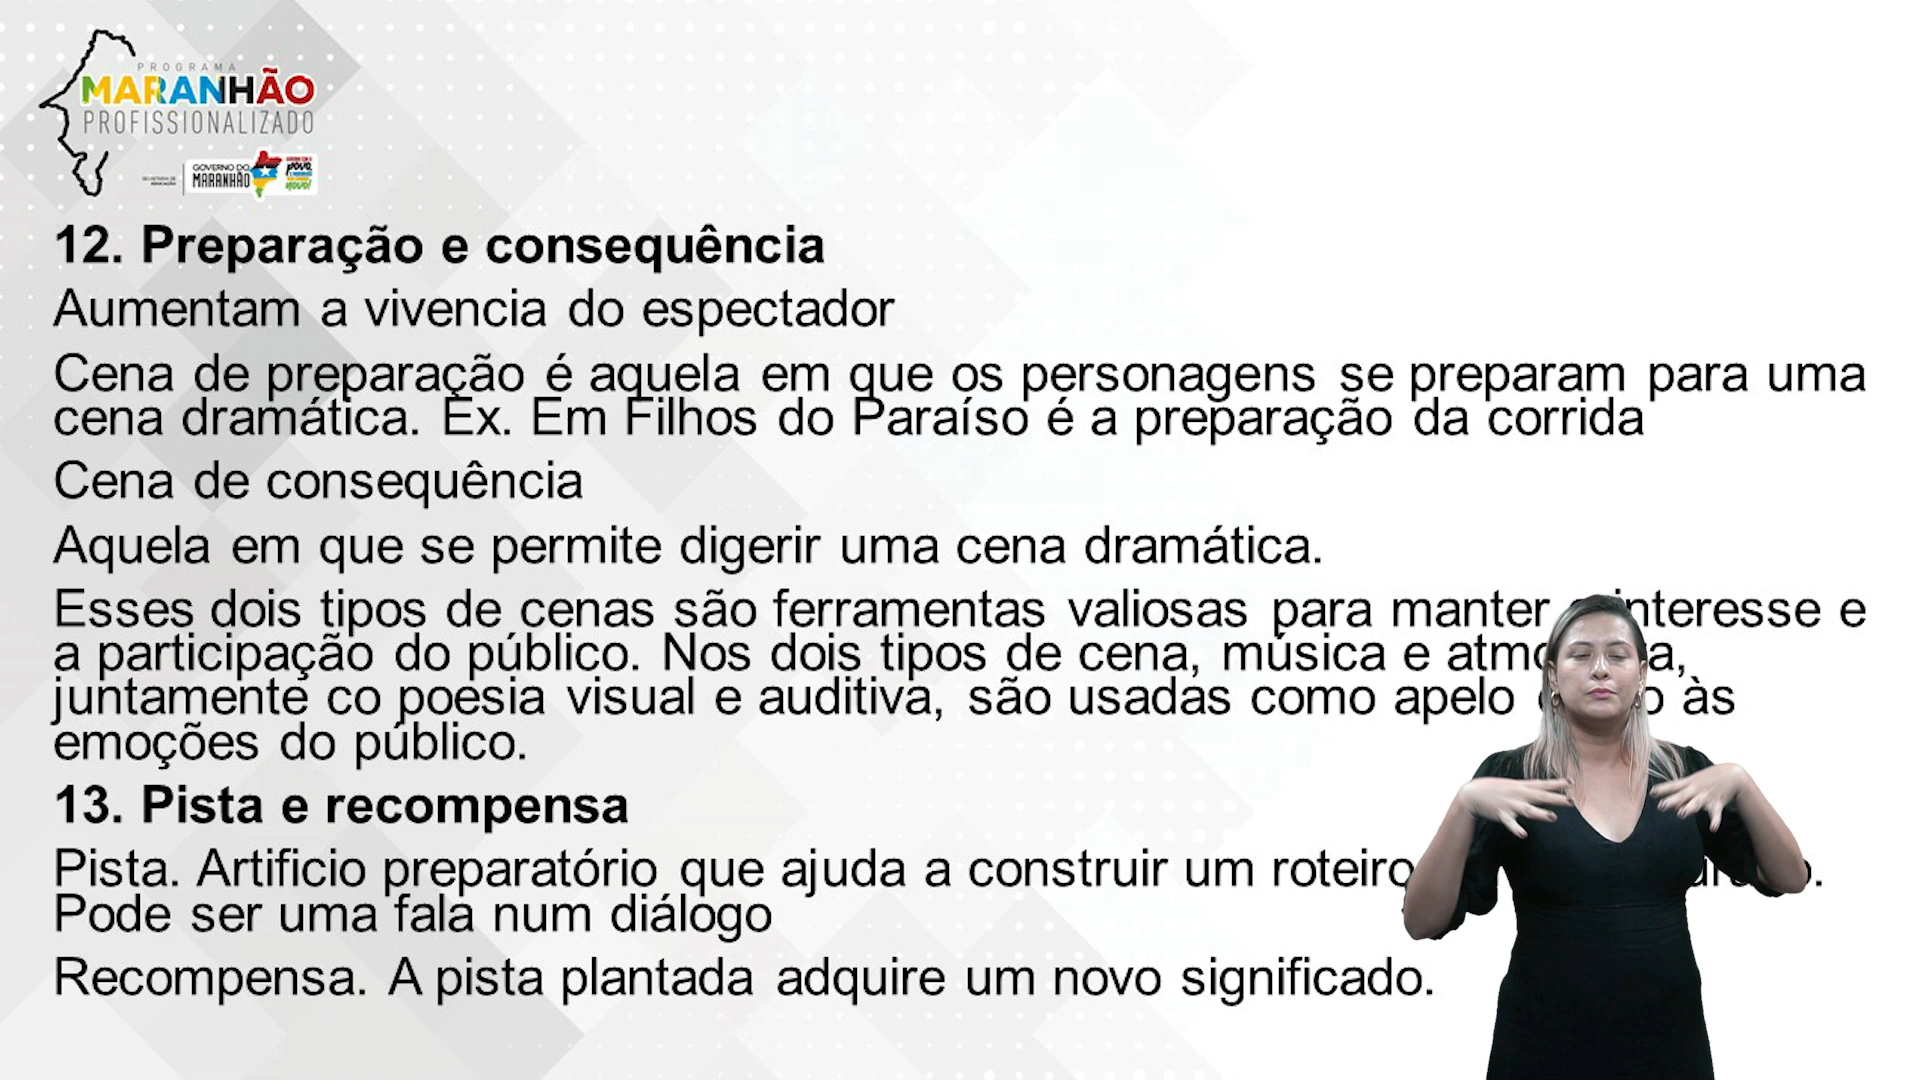 PROGRAMA
MARANHÃO
PROFISSIONALIZADO
SECRETARIA DE
EDUCAÇÃO
GOVERNO DO
MARANHÃO
12. Preparação e consequência
Aumentam a vivencia do espectador
Cena de preparação é aquela em que os personagens se preparam para uma
cena dramática. Ex. Em Filhos do Paraíso é a preparação da corrida
Cena de consequência
Aquela em que se permite digerir uma cena dramática.
Esses dois tipos de cenas são ferramentas valiosas para manter interesse e
a participação do público. Nos dois tipos de cena, música e
juntamente co poesia visual e auditiva, são usadas como apelo às
emoções do público.
13. Pista e recompensa
Pista. Artificio preparatório que ajuda a construir um roteiro
Pode ser uma fala num diálogo
Recompensa. A pista plantada adquire um novo significado.